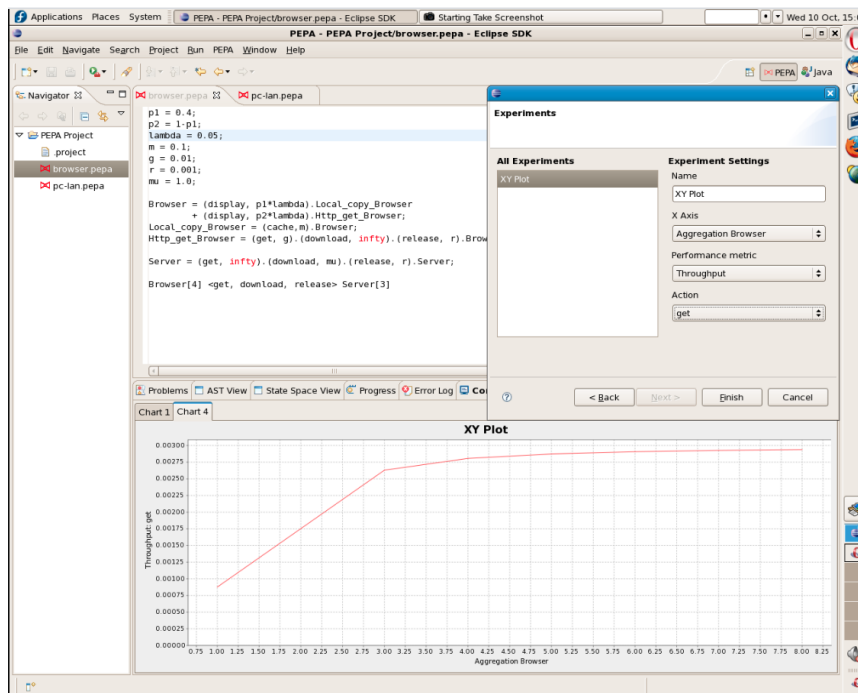 Applications Places System PEPA - PEPA Project/browser.pepa - Eclipse SDK Starting Take Screenshot Wed 10 Oct, 15:
PEPA - PEPA Project/browser.pepa - Eclipse SDK
File Edit Navigate Search Project Run PEPA Window Help
PEPA Java
Navigator
PEPA Project
.project
browser.pepa
pc-lan.pepa
browser.pepa pc-lan.pepa
p1 = 0.4;
p2 = 1-p1;
lambda = 0.05;
m = 0.1;
g = 0.01;
r = 0.001;
mu = 1.0;
Browser = (display, p1*lambda).Local_copy_Browser
+ (display, p2*lambda).Http_get_Browser;
Local_copy_Browser = (cache,m).Browser;
Http_get_Browser = (get, g).(download, infty).(release, r).Brow
Server = (get, infty).(download, mu).(release, r).Server;
Browser[4] <get, download, release> Server[3]
Experiments
All Experiments
XY Plot
Experiment Settings
Name
XY Plot
X Axis
Aggregation Browser
Performance metric
Throughput
Action
get
< Back Next > Finish Cancel
Problems AST View State Space View Progress Error Log Co
Chart 1 Chart 4
XY Plot
Throughput: get
0.00300
0.00275
0.00250
0.00225
0.00200
0.00175
0.00150
0.00125
0.00100
0.00075
0.00050
0.00025
0.00000
0.75 1.00 1.25 1.50 1.75 2.00 2.25 2.50 2.75 3.00 3.25 3.50 3.75 4.00 4.25 4.50 4.75 5.00 5.25 5.50 5.75 6.00 6.25 6.50 6.75 7.00 7.25 7.50 7.75 8.00 8.25
Aggregation Browser